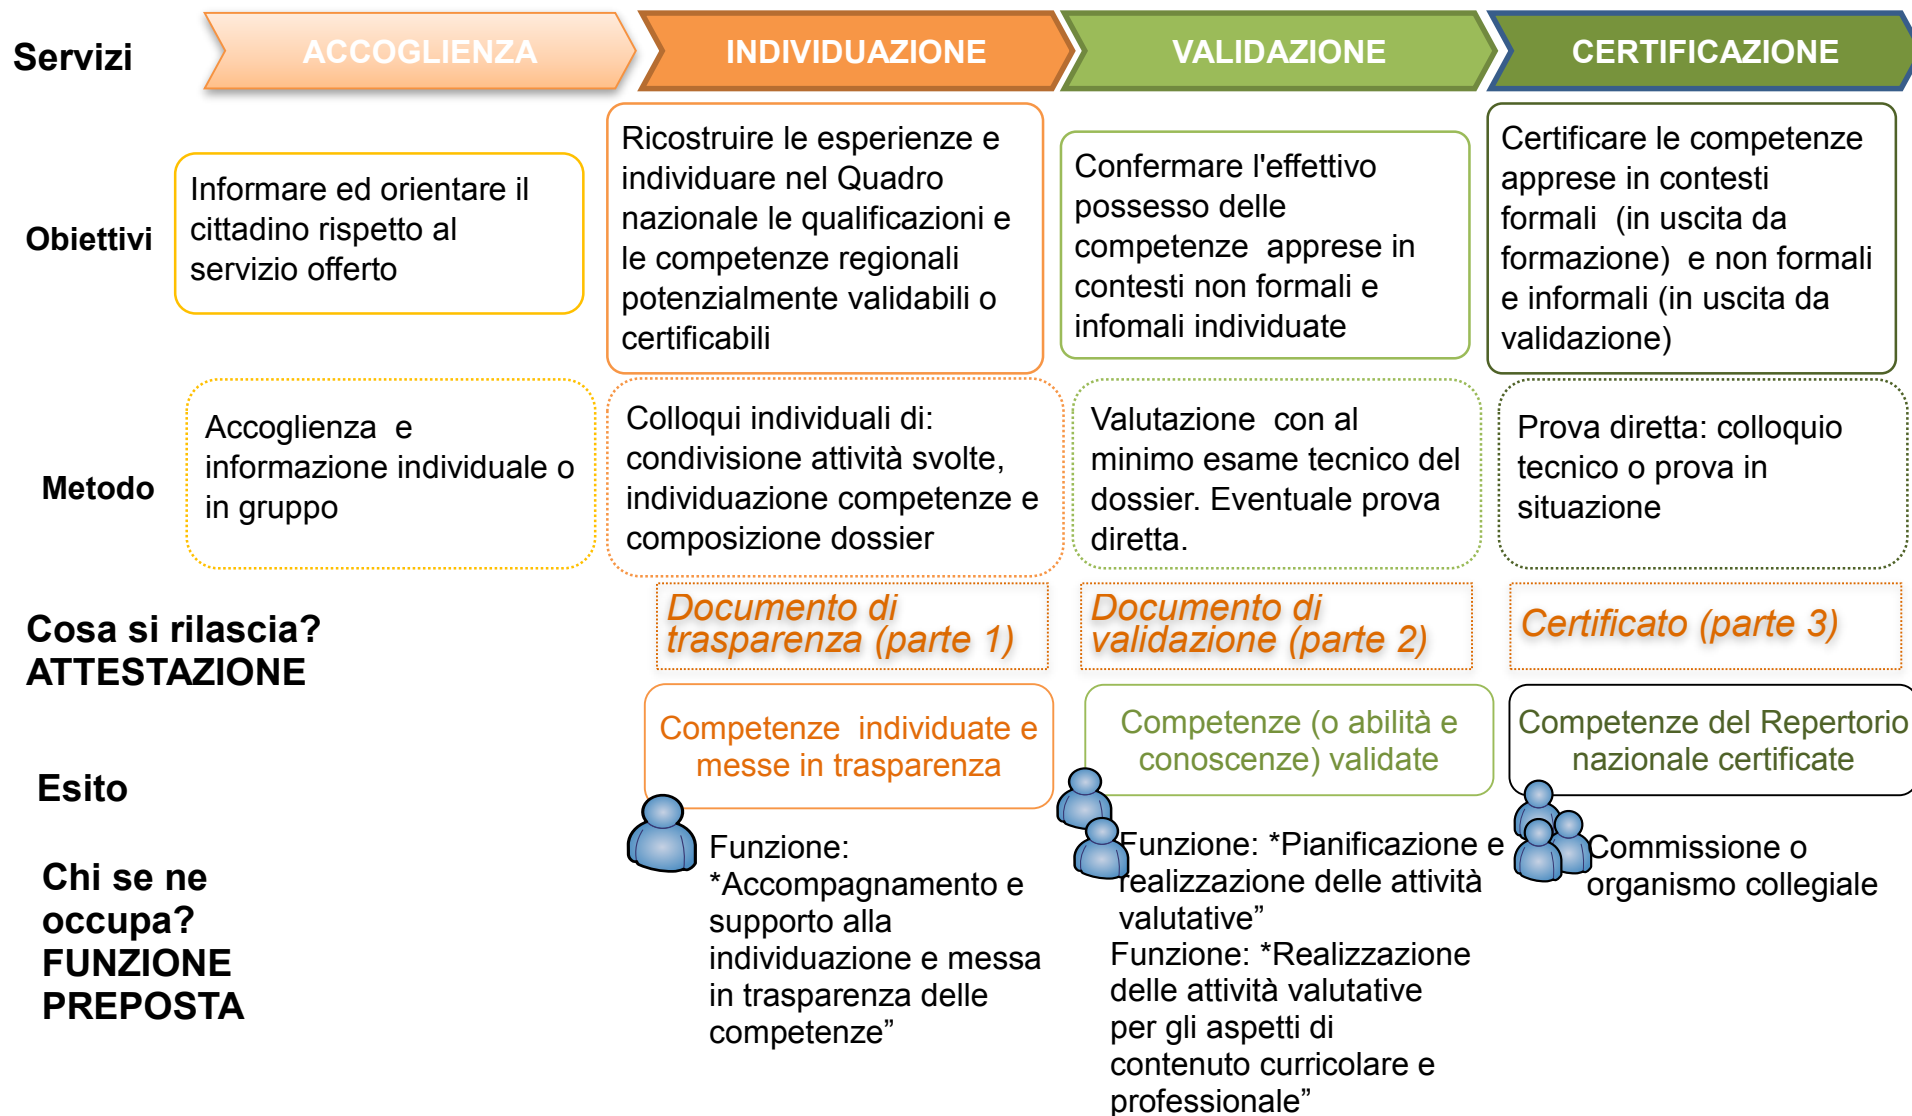 Servizi
ACCOGLIENZA
INDIVIDUAZIONE
VALIDAZIONE
CERTIFICAZIONE
Obiettivi
Informare ed orientare il
cittadino rispetto al
servizio offerto
Ricostruire le esperienze e
individuare nel Quadro
nazionale le qualificazioni e
le competenze regionali
potenzialmente validabili o
certificabili
Confermare l'effettivo
possesso delle
competenze  apprese in
contesti non formali e
infomali individuate
Certificare le competenze
apprese in contesti
formali  (in uscita da
formazione)  e non formali
e informali (in uscita da
validazione)
Metodo
Accoglienza  e
informazione individuale o
in gruppo
Colloqui individuali di:
condivisione attività svolte,
individuazione competenze e
composizione dossier
Valutazione  con al
minimo esame tecnico del
dossier. Eventuale prova
diretta.
Prova diretta: colloquio
tecnico o prova in
situazione
Cosa si rilascia?
ATTESTAZIONE
Documento di
trasparenza (parte 1)
Documento di
validazione (parte 2)
Certificato (parte 3)
Esito
Competenze  individuate e
messe in trasparenza
Competenze (o abilità e
conoscenze) validate
Competenze del Repertorio
nazionale certificate
Chi se ne
occupa?
FUNZIONE
PREPOSTA
Funzione:
*Accompagnamento e
supporto alla
individuazione e messa
in trasparenza delle
competenze”
Funzione: *Pianificazione e
realizzazione delle attività
valutative”
Funzione: *Realizzazione
delle attività valutative
per gli aspetti di
contenuto curricolare e
professionale”
Commissione o
organismo collegiale